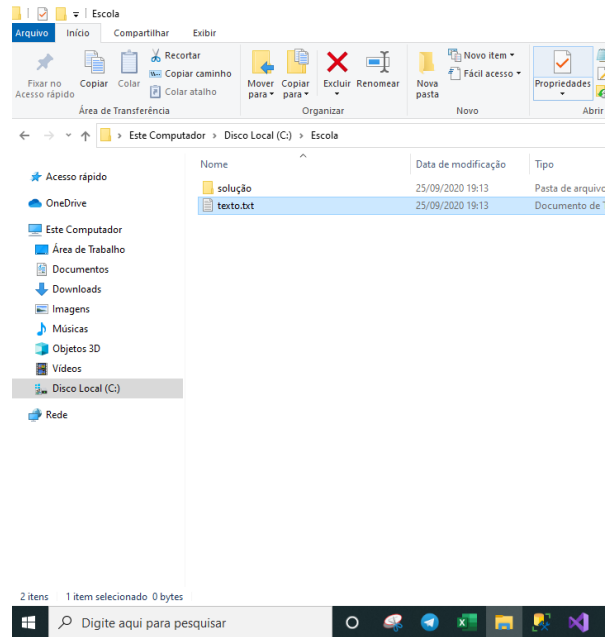 Escola
Arquivo Início Compartilhar Exibir
Fixar no Acesso rápido
Copiar
Colar
Recortar
Copiar caminho
Colar atalho
Mover para
Copiar para
Excluir
Renomear
Nova pasta
Novo item
Fácil acesso
Propriedades
Área de Transferência Organizar Novo Abrir
Este Computador › Disco Local (C:) › Escola
Nome Data de modificação Tipo
solução 25/09/2020 19:13 Pasta de arquivo
texto.txt 25/09/2020 19:13 Documento de T
Acesso rápido
OneDrive
Este Computador
Área de Trabalho
Documentos
Downloads
Imagens
Músicas
Objetos 3D
Vídeos
Disco Local (C:)
Rede
2 itens 1 item selecionado 0 bytes
Digite aqui para pesquisar